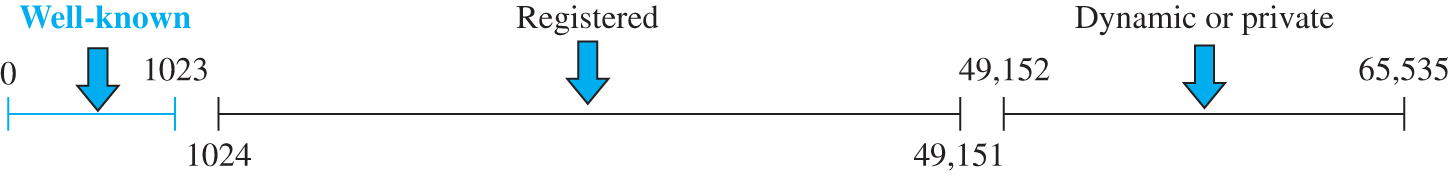 Well-known Registered Dynamic or private
0 1023 49,152 65,535
1024 49,151